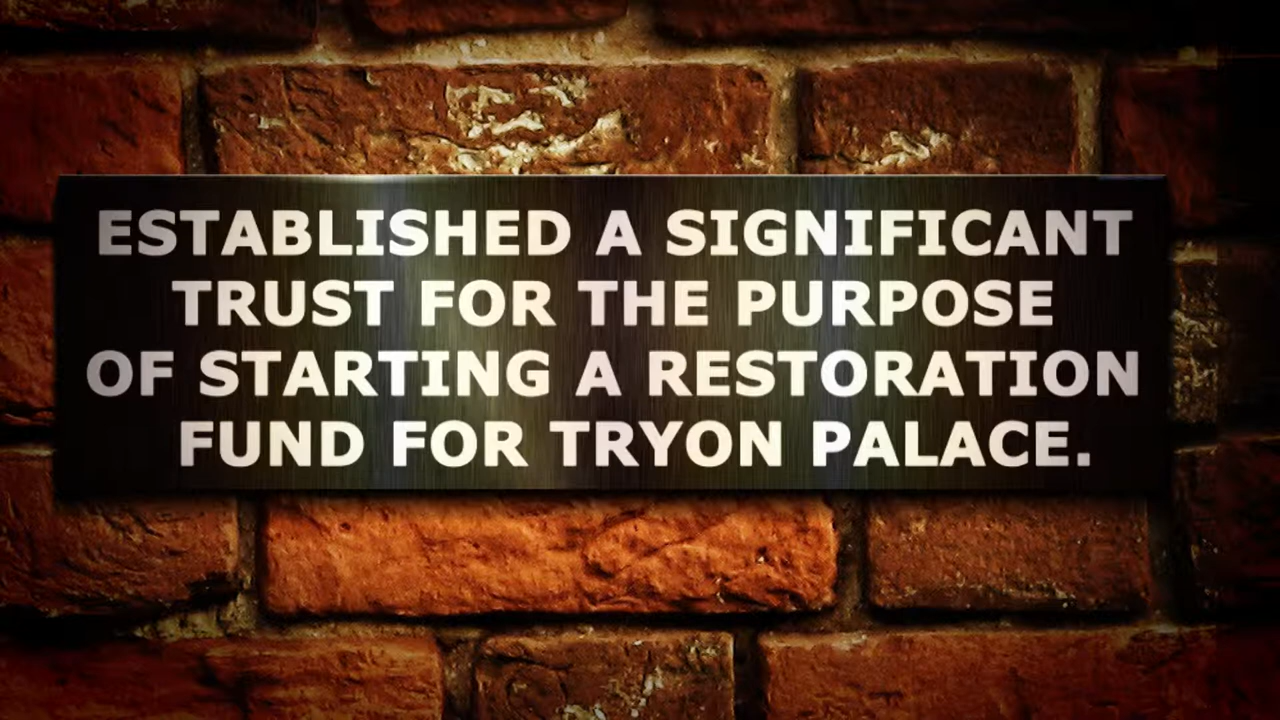 ESTABLISHED A SIGNIFICANT
TRUST FOR THE PURPOSE
OF STARTING A RESTORATION
FUND FOR TRYON PALACE.